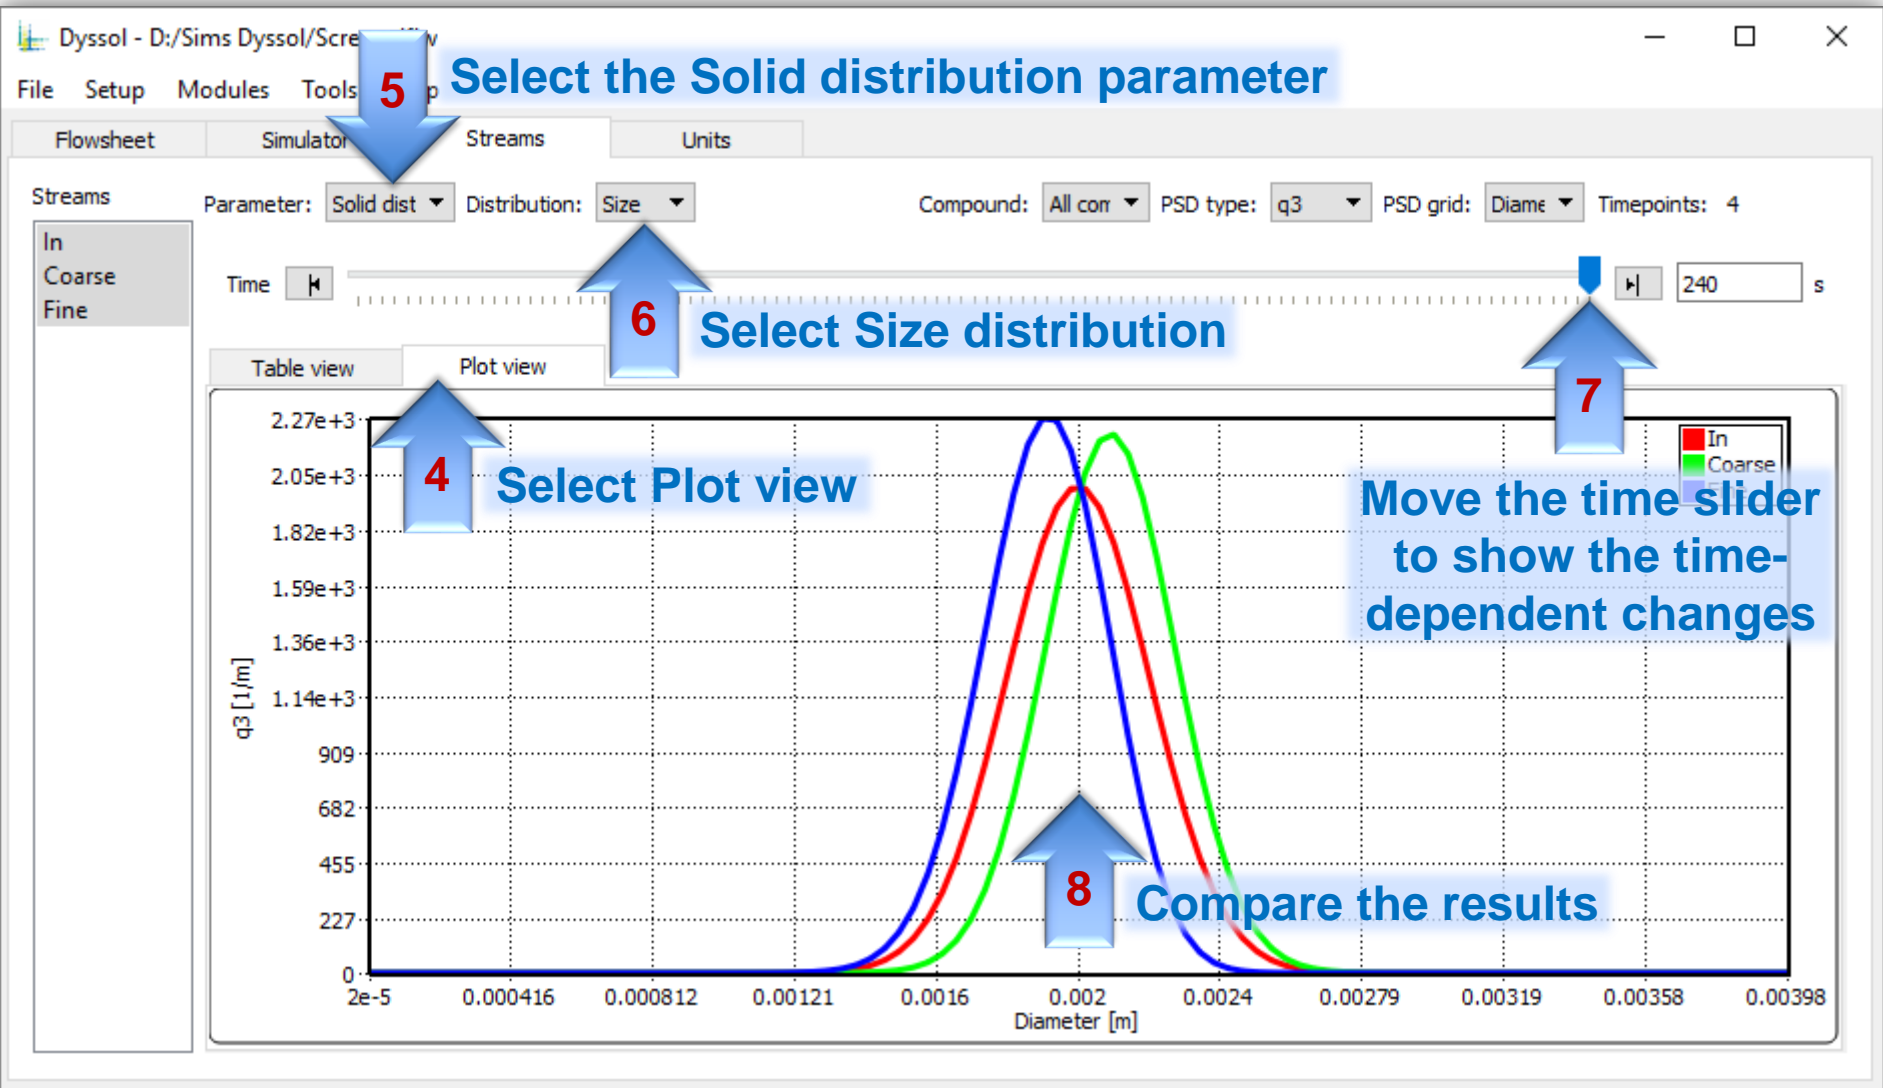 Dyssol - D:/Sims Dyssol/Scre
5 Select the Solid distribution parameter
File Setup Modules Tools
Flowsheet Simulator Streams Units
Streams
In
Coarse
Fine
Parameter: Solid dist Distribution: Size Compound: All com PSD type: q3 PSD grid: Diame Timepoints: 4
Time 240 s
6 Select Size distribution
7
Table view Plot view
4 Select Plot view
In
Coarse
Fine
Move the time slider
to show the time-
dependent changes
8 Compare the results
q3 [1/m]
2.27e+3
2.05e+3
1.82e+3
1.59e+3
1.36e+3
1.14e+3
909
682
455
227
0
2e-5 0.000416 0.000812 0.00121 0.0016 0.002 0.0024 0.00279 0.00319 0.00358 0.00398
Diameter [m]